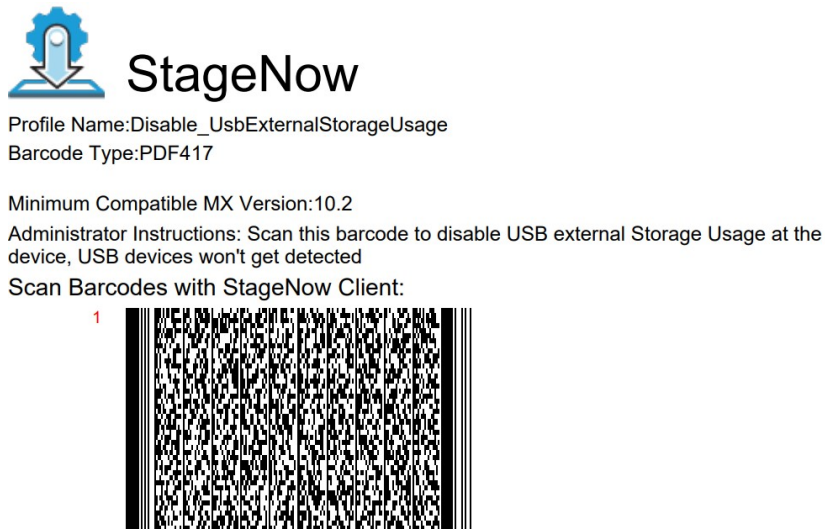 StageNow
Profile Name:Disable_UsbExternalStorageUsage
Barcode Type:PDF417
Minimum Compatible MX Version:10.2
Administrator Instructions: Scan this barcode to disable USB external Storage Usage at the
device, USB devices won't get detected
Scan Barcodes with StageNow Client:
1